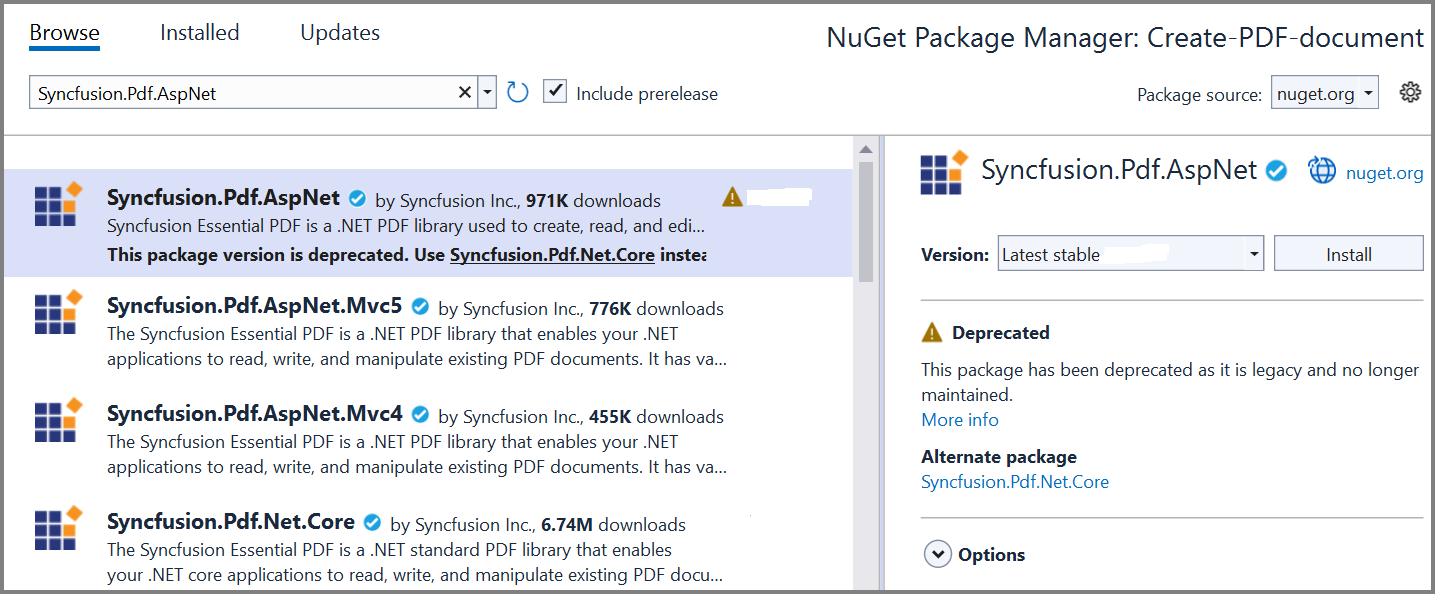 Browse Installed Updates NuGet Package Manager: Create-PDF-document
Syncfusion.Pdf.AspNet Include prerelease Package source: nuget.org
Syncfusion.Pdf.AspNet by Syncfusion Inc., 971K downloads
Syncfusion Essential PDF is a .NET PDF library used to create, read, and edi...
This package version is deprecated. Use Syncfusion.Pdf.Net.Core instea
Syncfusion.Pdf.AspNet.Mvc5 by Syncfusion Inc., 776K downloads
The Syncfusion Essential PDF is a .NET PDF library that enables your .NET
applications to read, write, and manipulate existing PDF documents. It has va...
Syncfusion.Pdf.AspNet.Mvc4 by Syncfusion Inc., 455K downloads
The Syncfusion Essential PDF is a .NET PDF library that enables your .NET
applications to read, write, and manipulate existing PDF documents. It has va...
Syncfusion.Pdf.Net.Core by Syncfusion Inc., 6.74M downloads
The Syncfusion Essential PDF is a .NET standard PDF library that enables
your .NET core applications to read, write, and manipulate existing PDF docu...
Syncfusion.Pdf.AspNet nuget.org
Version: Latest stable Install
Deprecated
This package has been deprecated as it is legacy and no longer
maintained.
More info
Alternate package
Syncfusion.Pdf.Net.Core
Options